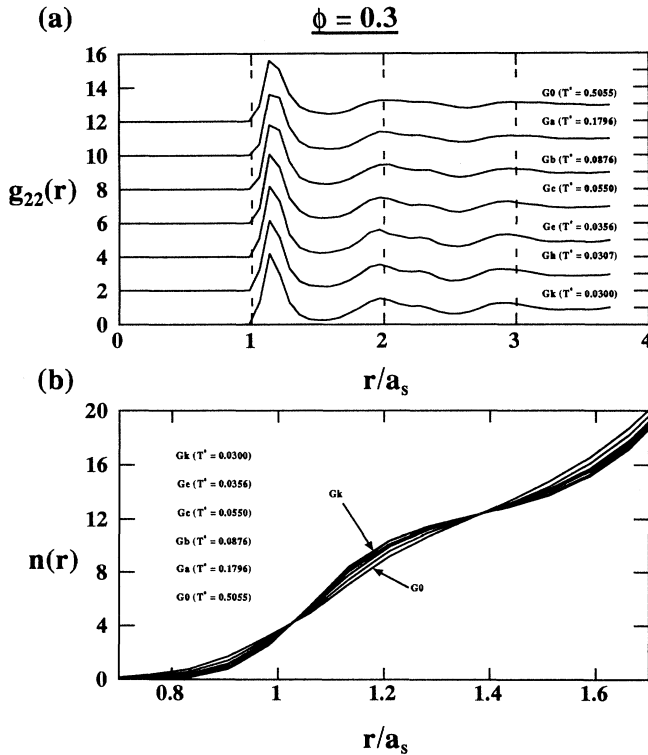 (a)
ϕ = 0.3
16
14
12
10
8
6
4
2
0
g22(r)
G0 (T* = 0.5055)
Ga (T* = 0.1796)
Gb (T* = 0.0876)
Gc (T* = 0.0550)
Ge (T* = 0.0356)
Gh (T* = 0.0307)
Gk (T* = 0.0300)
0
1
2
3
4
r/as
(b)
20
16
12
8
4
0
n(r)
Gk (T* = 0.0300)
Ge (T* = 0.0356)
Gc (T* = 0.0550)
Gb (T* = 0.0876)
Ga (T* = 0.1796)
G0 (T* = 0.5055)
Gk
G0
0.8
1
1.2
1.4
1.6
r/as